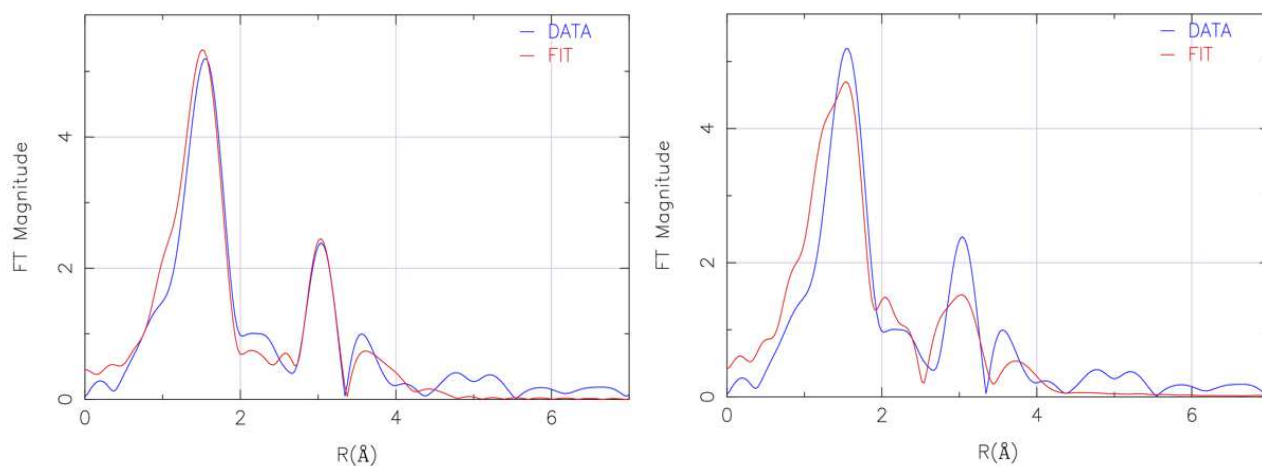 — DATA
— FIT
FT Magnitude
4
2
0
0 2 4 6
R(Å)
— DATA
— FIT
FT Magnitude
4
2
0
0 2 4 6
R(Å)